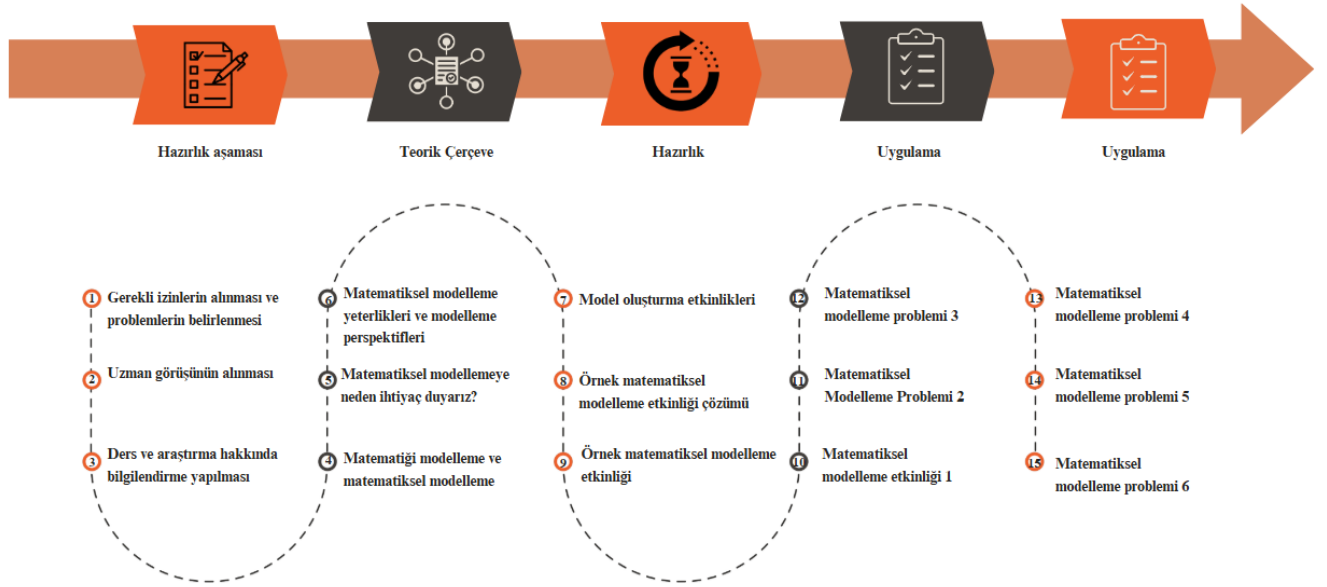 Hazırlık aşaması
Teorik Çerçeve
Hazırlık
Uygulama
Uygulama
1 Gerekli izinlerin alınması ve
problemlerin belirlenmesi
2 Uzman görüşünün alınması
3 Ders ve araştırma hakkında
bilgilendirme yapılması
6 Matematiksel modelleme
yeterlikleri ve modelleme
perspektifleri
5 Matematiksel modellemeye
neden ihtiyaç duyarız?
4 Matematiği modelleme ve
matematiksel modelleme
7 Model oluşturma etkinlikleri
8 Örnek matematiksel
modelleme etkinliği çözümü
9 Örnek matematiksel modelleme
etkinliği
12 Matematiksel
modelleme problemi 3
11 Matematiksel
Modelleme Problemi 2
10 Matematiksel
modelleme etkinliği 1
13 Matematiksel
modelleme problemi 4
14 Matematiksel
modelleme problemi 5
15 Matematiksel
modelleme problemi 6